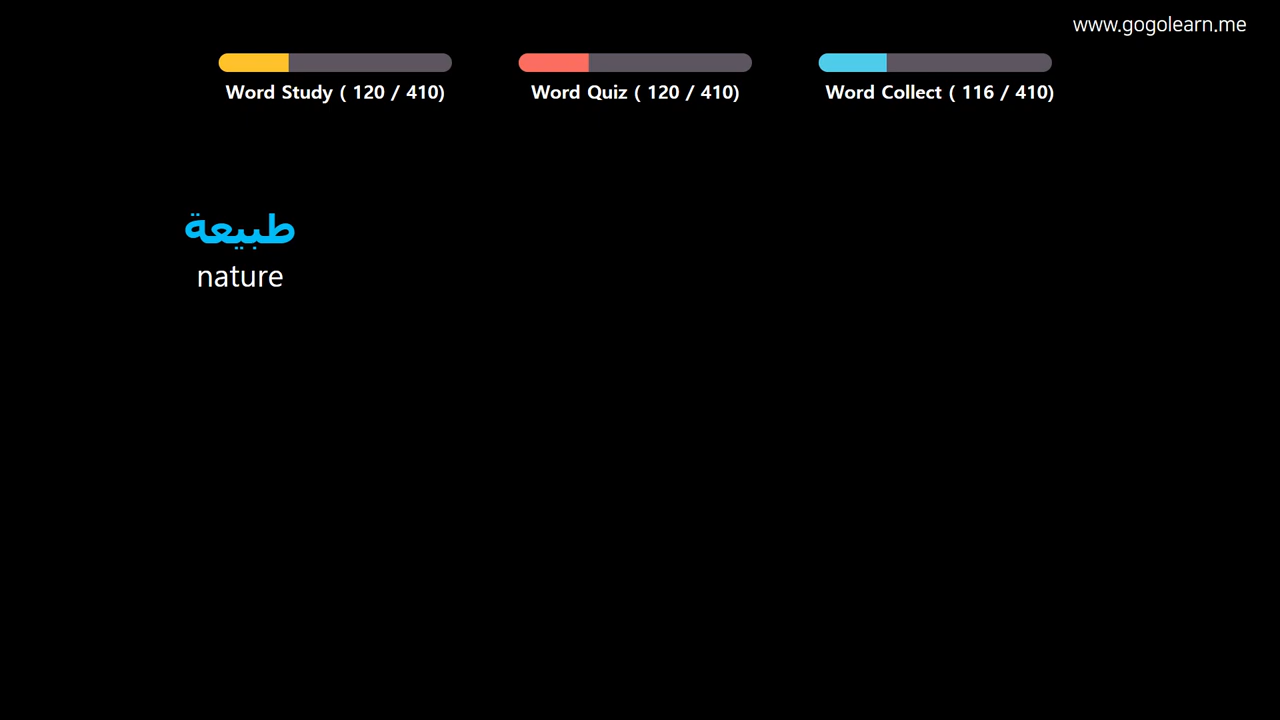 www.gogolearn.me
Word Study ( 120 / 410)
Word Quiz ( 120 / 410)
Word Collect ( 116 / 410)
طبيعة
nature